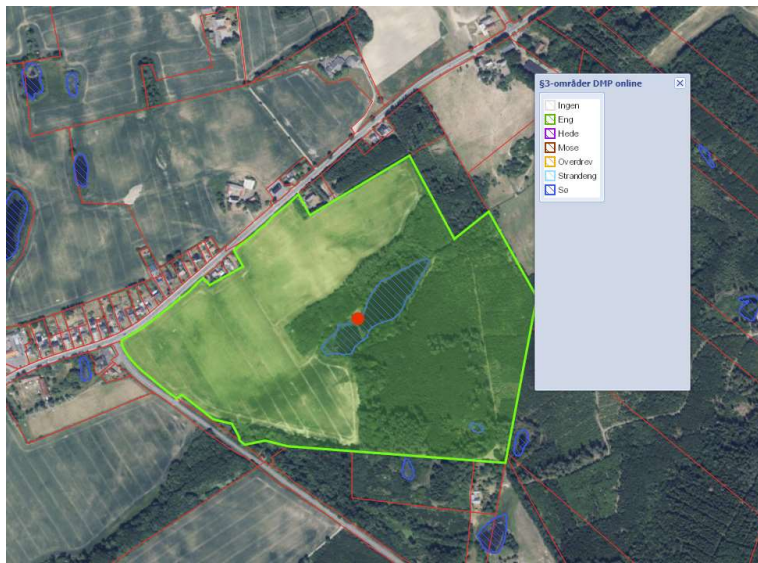 §3-områder DMP online
Ingen
Eng
Hede
Mose
Overdrev
Strandeng
Sø